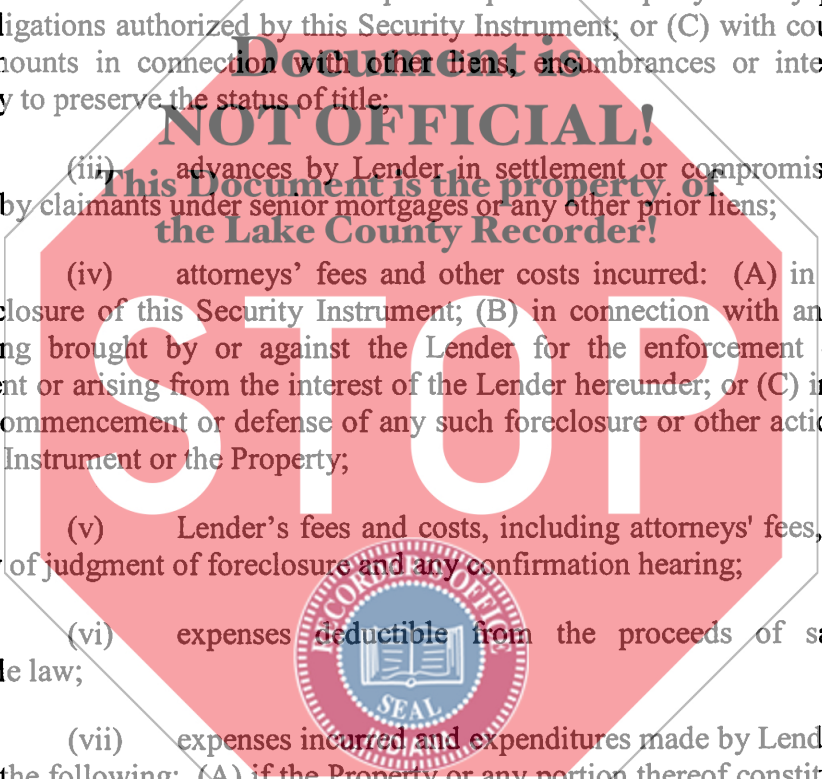 ligations authorized by this Security Instrument; or (C) with
in connection with other liens, encumbrances or
to preserve the status of title;
Document is
NOT OFFICIAL!
This Document is the property of
the Lake County Recorder!
STOP
(iii) advances by Lender in settlement or compromis
by claimants under senior mortgages or any other prior liens;
(iv) attorneys’ fees and other costs incurred: (A) in
closure of this Security Instrument; (B) in connection with an
ng brought by or against the Lender for the enforcement
nt or arising from the interest of the Lender hereunder; or (C) in
ommencement or defense of any such foreclosure or other actio
Instrument or the Property;
(v) Lender’s fees and costs, including attorneys' fees,
of judgment of foreclosure and any confirmation hearing;
RECORDER'S OFFICE
SEAL
(vi) expenses deductible from the proceeds of sa
le law;
(vii) expenses incurred and expenditures made by Lend
the following: (A) if the Property or any portion thereof constit